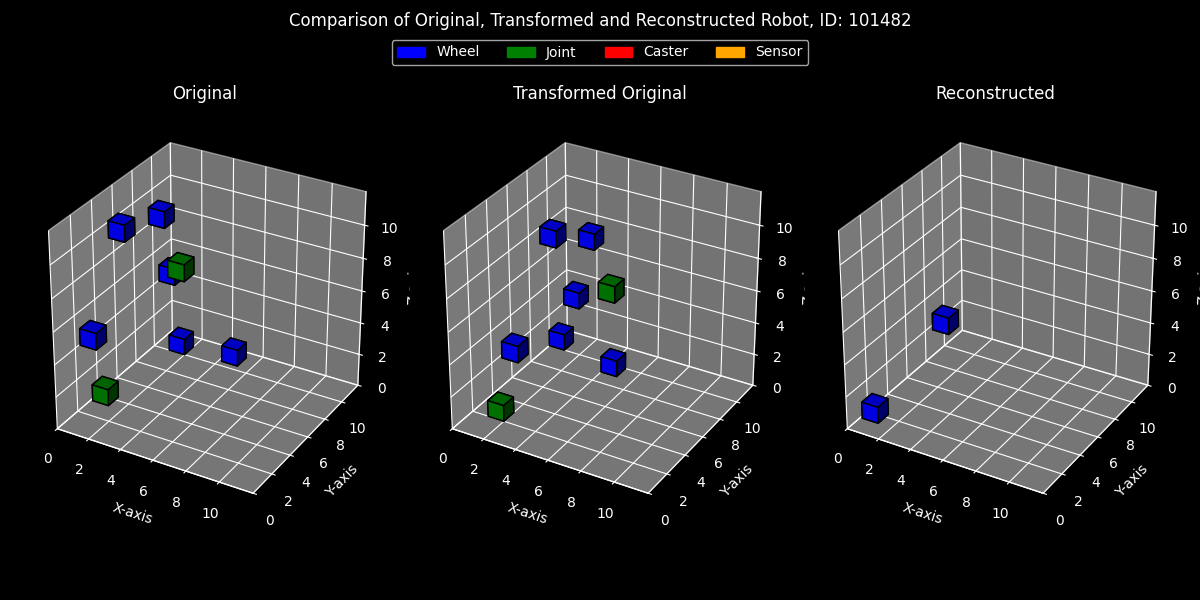 Comparison of Original, Transformed and Reconstructed Robot, ID: 101482
Wheel Joint Caster Sensor
Original Transformed Original Reconstructed
10 10 10
8 8 8
6 6 6
4 4 4
2 2 2
0 0 0
10 10 10
8 8 8
6 6 6
4 4 4
2 2 2
0 0 0
0 2 4 6 8 10 0 2 4 6 8 10 0 2 4 6 8 10
X-axis Y-axis X-axis Y-axis X-axis Y-axis